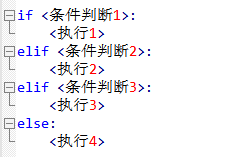 if <条件判断1>:
    <执行1>
elif <条件判断2>:
    <执行2>
elif <条件判断3>:
    <执行3>
else:
    <执行4>